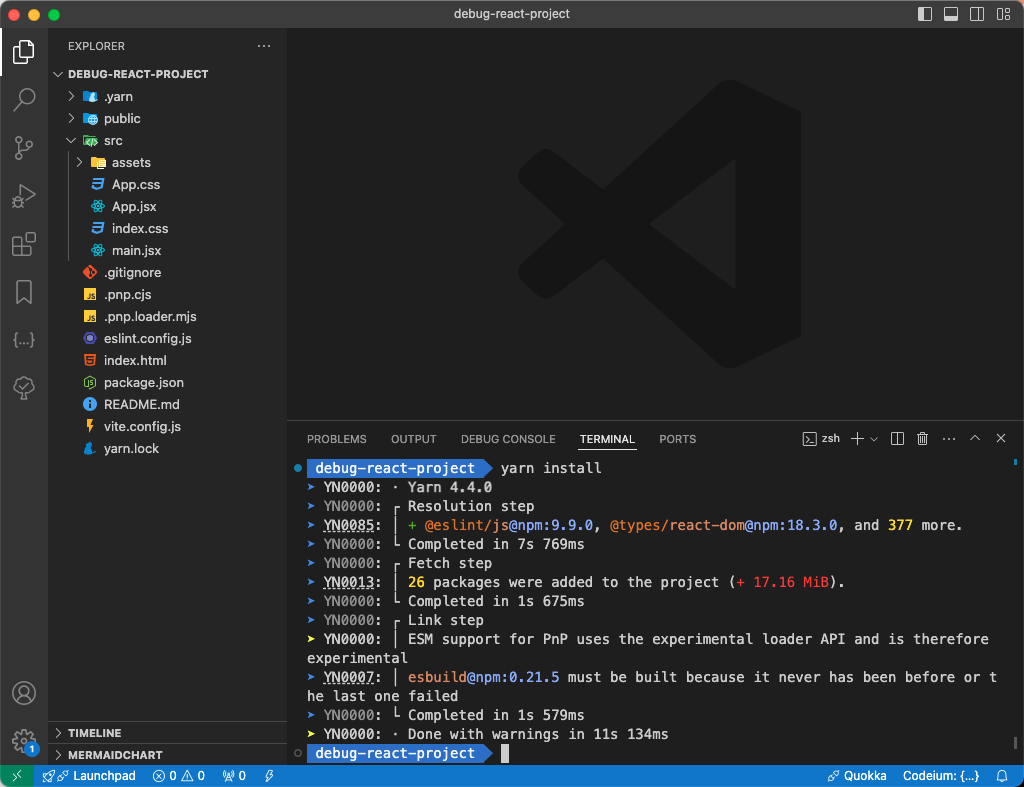 debug-react-project
EXPLORER
DEBUG-REACT-PROJECT
.yarn
public
src
assets
App.css
App.jsx
index.css
main.jsx
.gitignore
.pnp.cjs
.pnp.loader.mjs
eslint.config.js
index.html
package.json
README.md
vite.config.js
yarn.lock
TIMELINE
MERMAIDCHART
PROBLEMS OUTPUT DEBUG CONSOLE TERMINAL PORTS zsh
debug-react-project yarn install
➤ YN0000: · Yarn 4.4.0
➤ YN0000: ┌ Resolution step
➤ YN0085: │ + @eslint/js@npm:9.9.0, @types/react-dom@npm:18.3.0, and 377 more.
➤ YN0000: └ Completed in 7s 769ms
➤ YN0000: ┌ Fetch step
➤ YN0013: │ 26 packages were added to the project (+ 17.16 MiB).
➤ YN0000: └ Completed in 1s 675ms
➤ YN0000: ┌ Link step
➤ YN0000: │ ESM support for PnP uses the experimental loader API and is therefore
experimental
➤ YN0007: │ esbuild@npm:0.21.5 must be built because it never has been before or t
he last one failed
➤ YN0000: └ Completed in 1s 579ms
➤ YN0000: · Done with warnings in 11s 134ms
debug-react-project
1
Launchpad 0 0 0 Quokka Codeium: {...}